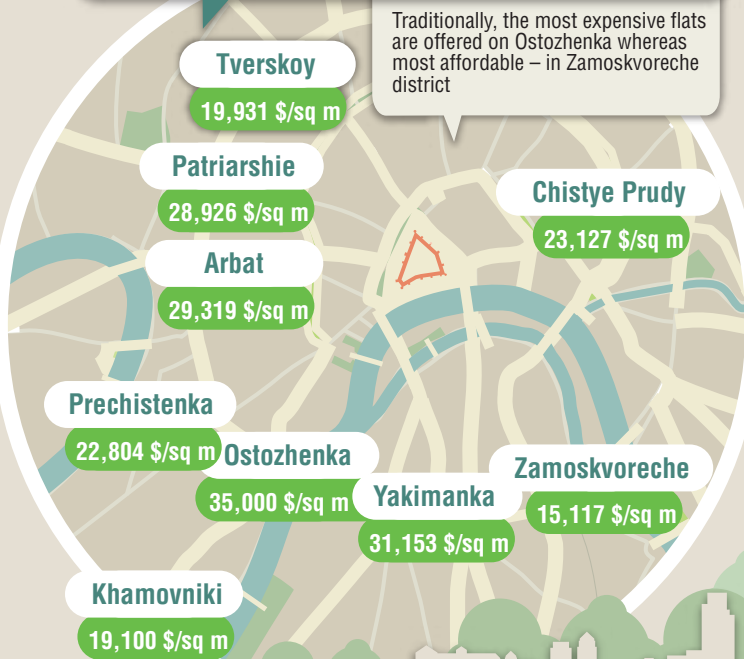 Traditionally, the most expensive flats
are offered on Ostozhenka whereas
most affordable – in Zamoskvoreche
district
Tverskoy
19,931 $/sq m
Patriarshie
28,926 $/sq m
Chistye Prudy
23,127 $/sq m
Arbat
29,319 $/sq m
Prechistenka
22,804 $/sq m
Ostozhenka
35,000 $/sq m
Yakimanka
31,153 $/sq m
Zamoskvoreche
15,117 $/sq m
Khamovniki
19,100 $/sq m